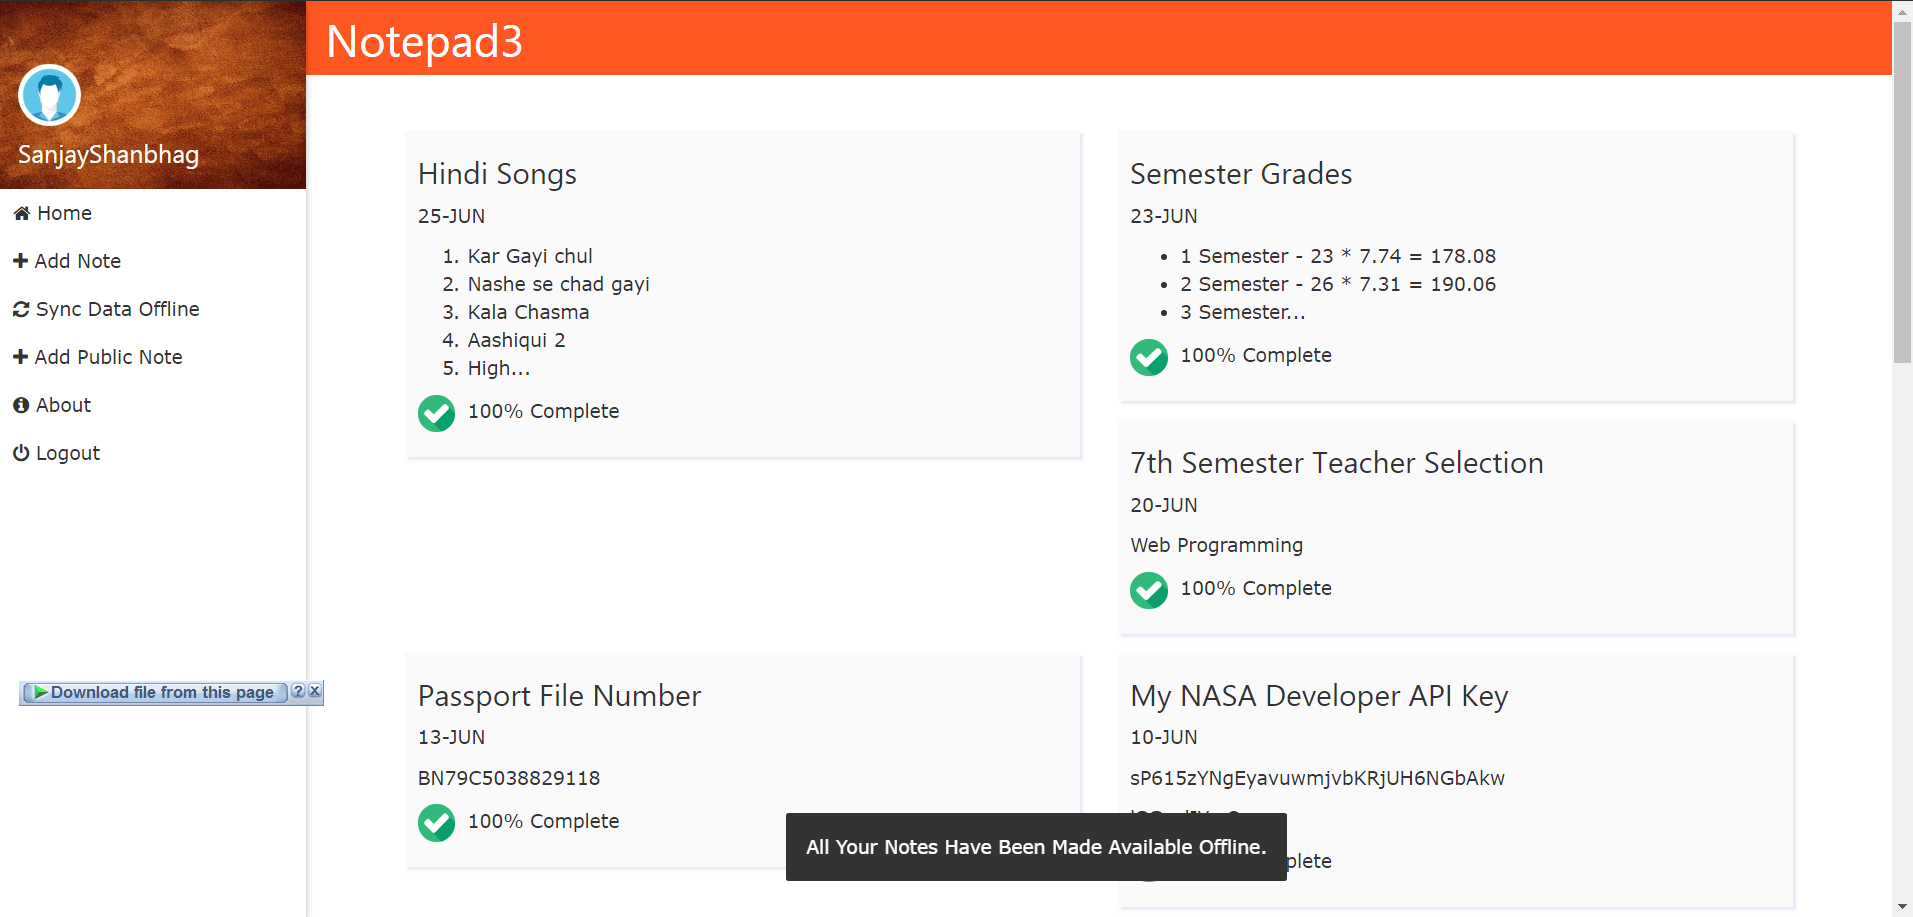 Notepad3
SanjayShanbhag
Home
Add Note
Sync Data Offline
Add Public Note
About
Logout
Download file from this page
Hindi Songs
25-JUN
1. Kar Gayi chul
2. Nashe se chad gayi
3. Kala Chasma
4. Aashiqui 2
5. High...
100% Complete
Semester Grades
23-JUN
• 1 Semester - 23 * 7.74 = 178.08
• 2 Semester - 26 * 7.31 = 190.06
• 3 Semester...
100% Complete
7th Semester Teacher Selection
20-JUN
Web Programming
100% Complete
Passport File Number
13-JUN
BN79C5038829118
100% Complete
My NASA Developer API Key
10-JUN
sP615zYNgEyavuwmjvbKRjUH6NGbAkw
All Your Notes Have Been Made Available Offline.